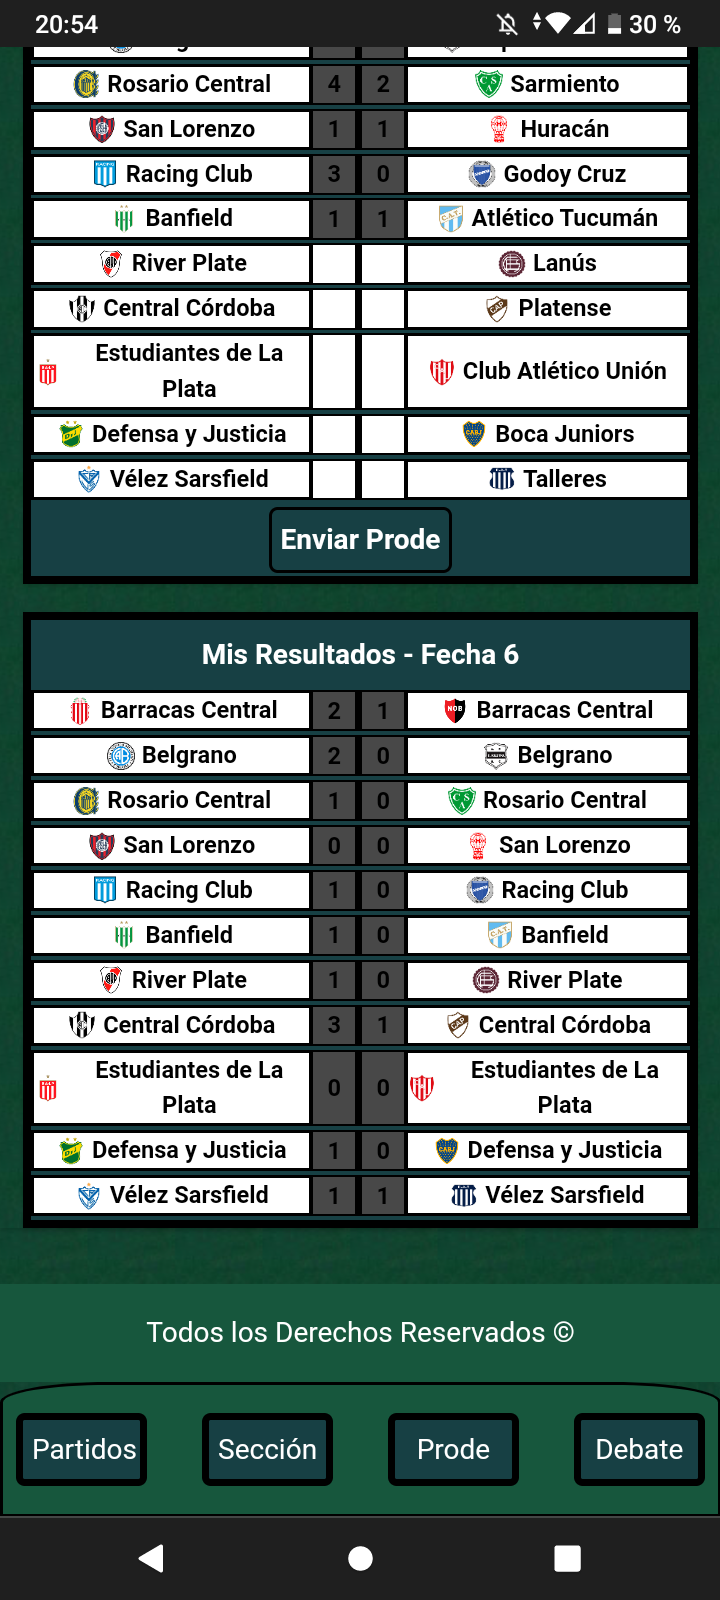 20:54 30 %
Rosario Central 4 2 Sarmiento
San Lorenzo 1 1 Huracán
Racing Club 3 0 Godoy Cruz
Banfield 1 1 Atlético Tucumán
River Plate Lanús
Central Córdoba Platense
Estudiantes de La
Plata Club Atlético Unión
Defensa y Justicia Boca Juniors
Vélez Sarsfield Talleres
Enviar Prode
Mis Resultados - Fecha 6
Barracas Central 2 1 Barracas Central
Belgrano 2 0 Belgrano
Rosario Central 1 0 Rosario Central
San Lorenzo 0 0 San Lorenzo
Racing Club 1 0 Racing Club
Banfield 1 0 Banfield
River Plate 1 0 River Plate
Central Córdoba 3 1 Central Córdoba
Estudiantes de La
Plata 0 0 Estudiantes de La
Plata
Defensa y Justicia 1 0 Defensa y Justicia
Vélez Sarsfield 1 1 Vélez Sarsfield
Todos los Derechos Reservados ©
Partidos Sección Prode Debate